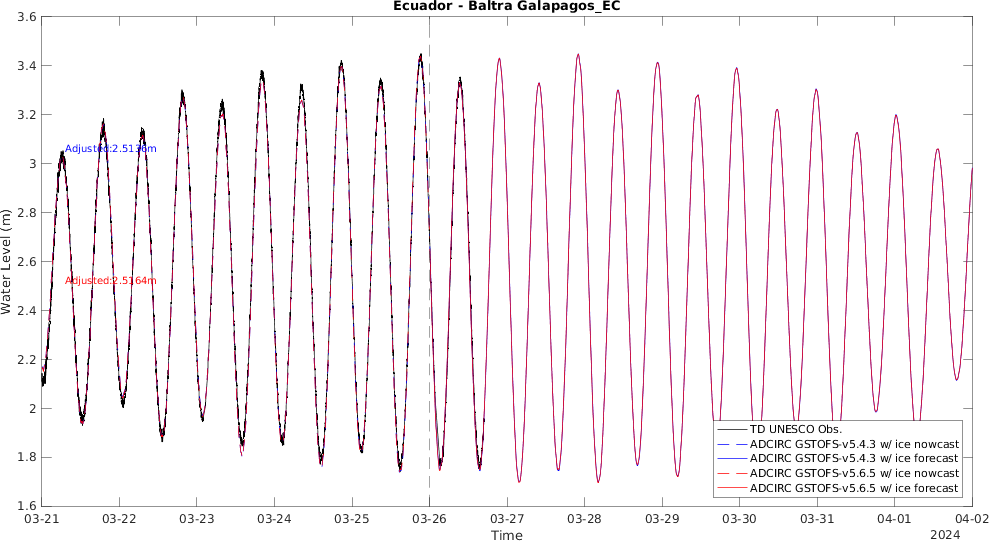 Ecuador - Baltra Galapagos_EC
3.6
3.4
3.2
3
2.8
2.6
2.4
2.2
2
1.8
1.6
Water Level (m)
Adjusted:2.5136m
Adjusted:2.5164m
TD UNESCO Obs.
ADCIRC GSTOFS-v5.4.3 w/ ice nowcast
ADCIRC GSTOFS-v5.4.3 w/ ice forecast
ADCIRC GSTOFS-v5.6.5 w/ ice nowcast
ADCIRC GSTOFS-v5.6.5 w/ ice forecast
03-21 03-22 03-23 03-24 03-25 03-26 03-27 03-28 03-29 03-30 03-31 04-01 04-02
Time
2024